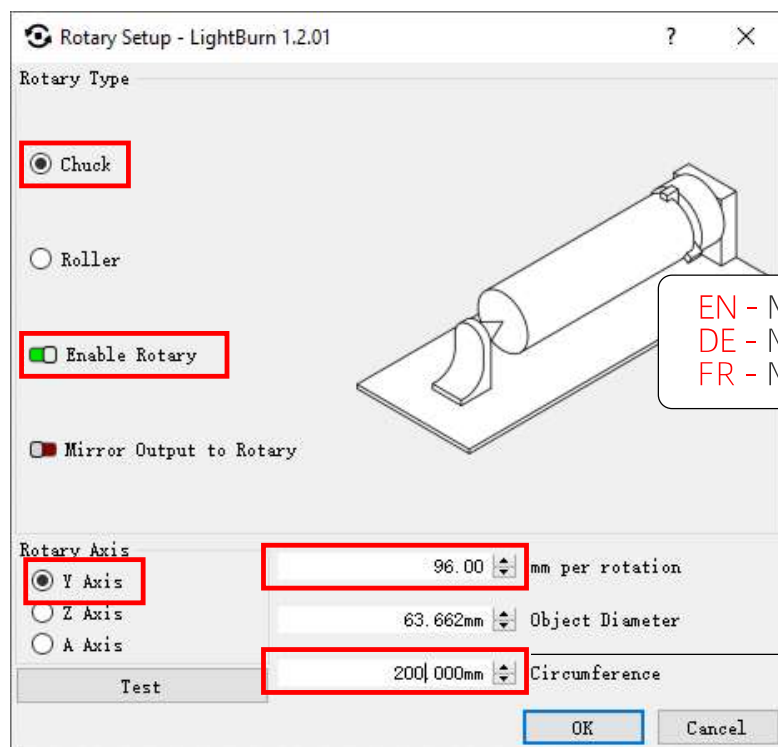 Rotary Setup - LightBurn 1.2.01 ? ×
Rotary Type
Chuck
Roller
EN -
DE -
FR -
Enable Rotary
Mirror Output to Rotary
Rotary Axis
Y Axis
Z Axis
A Axis
Test
96.00 mm per rotation
63.662mm Object Diameter
200.000mm Circumference
OK Cancel